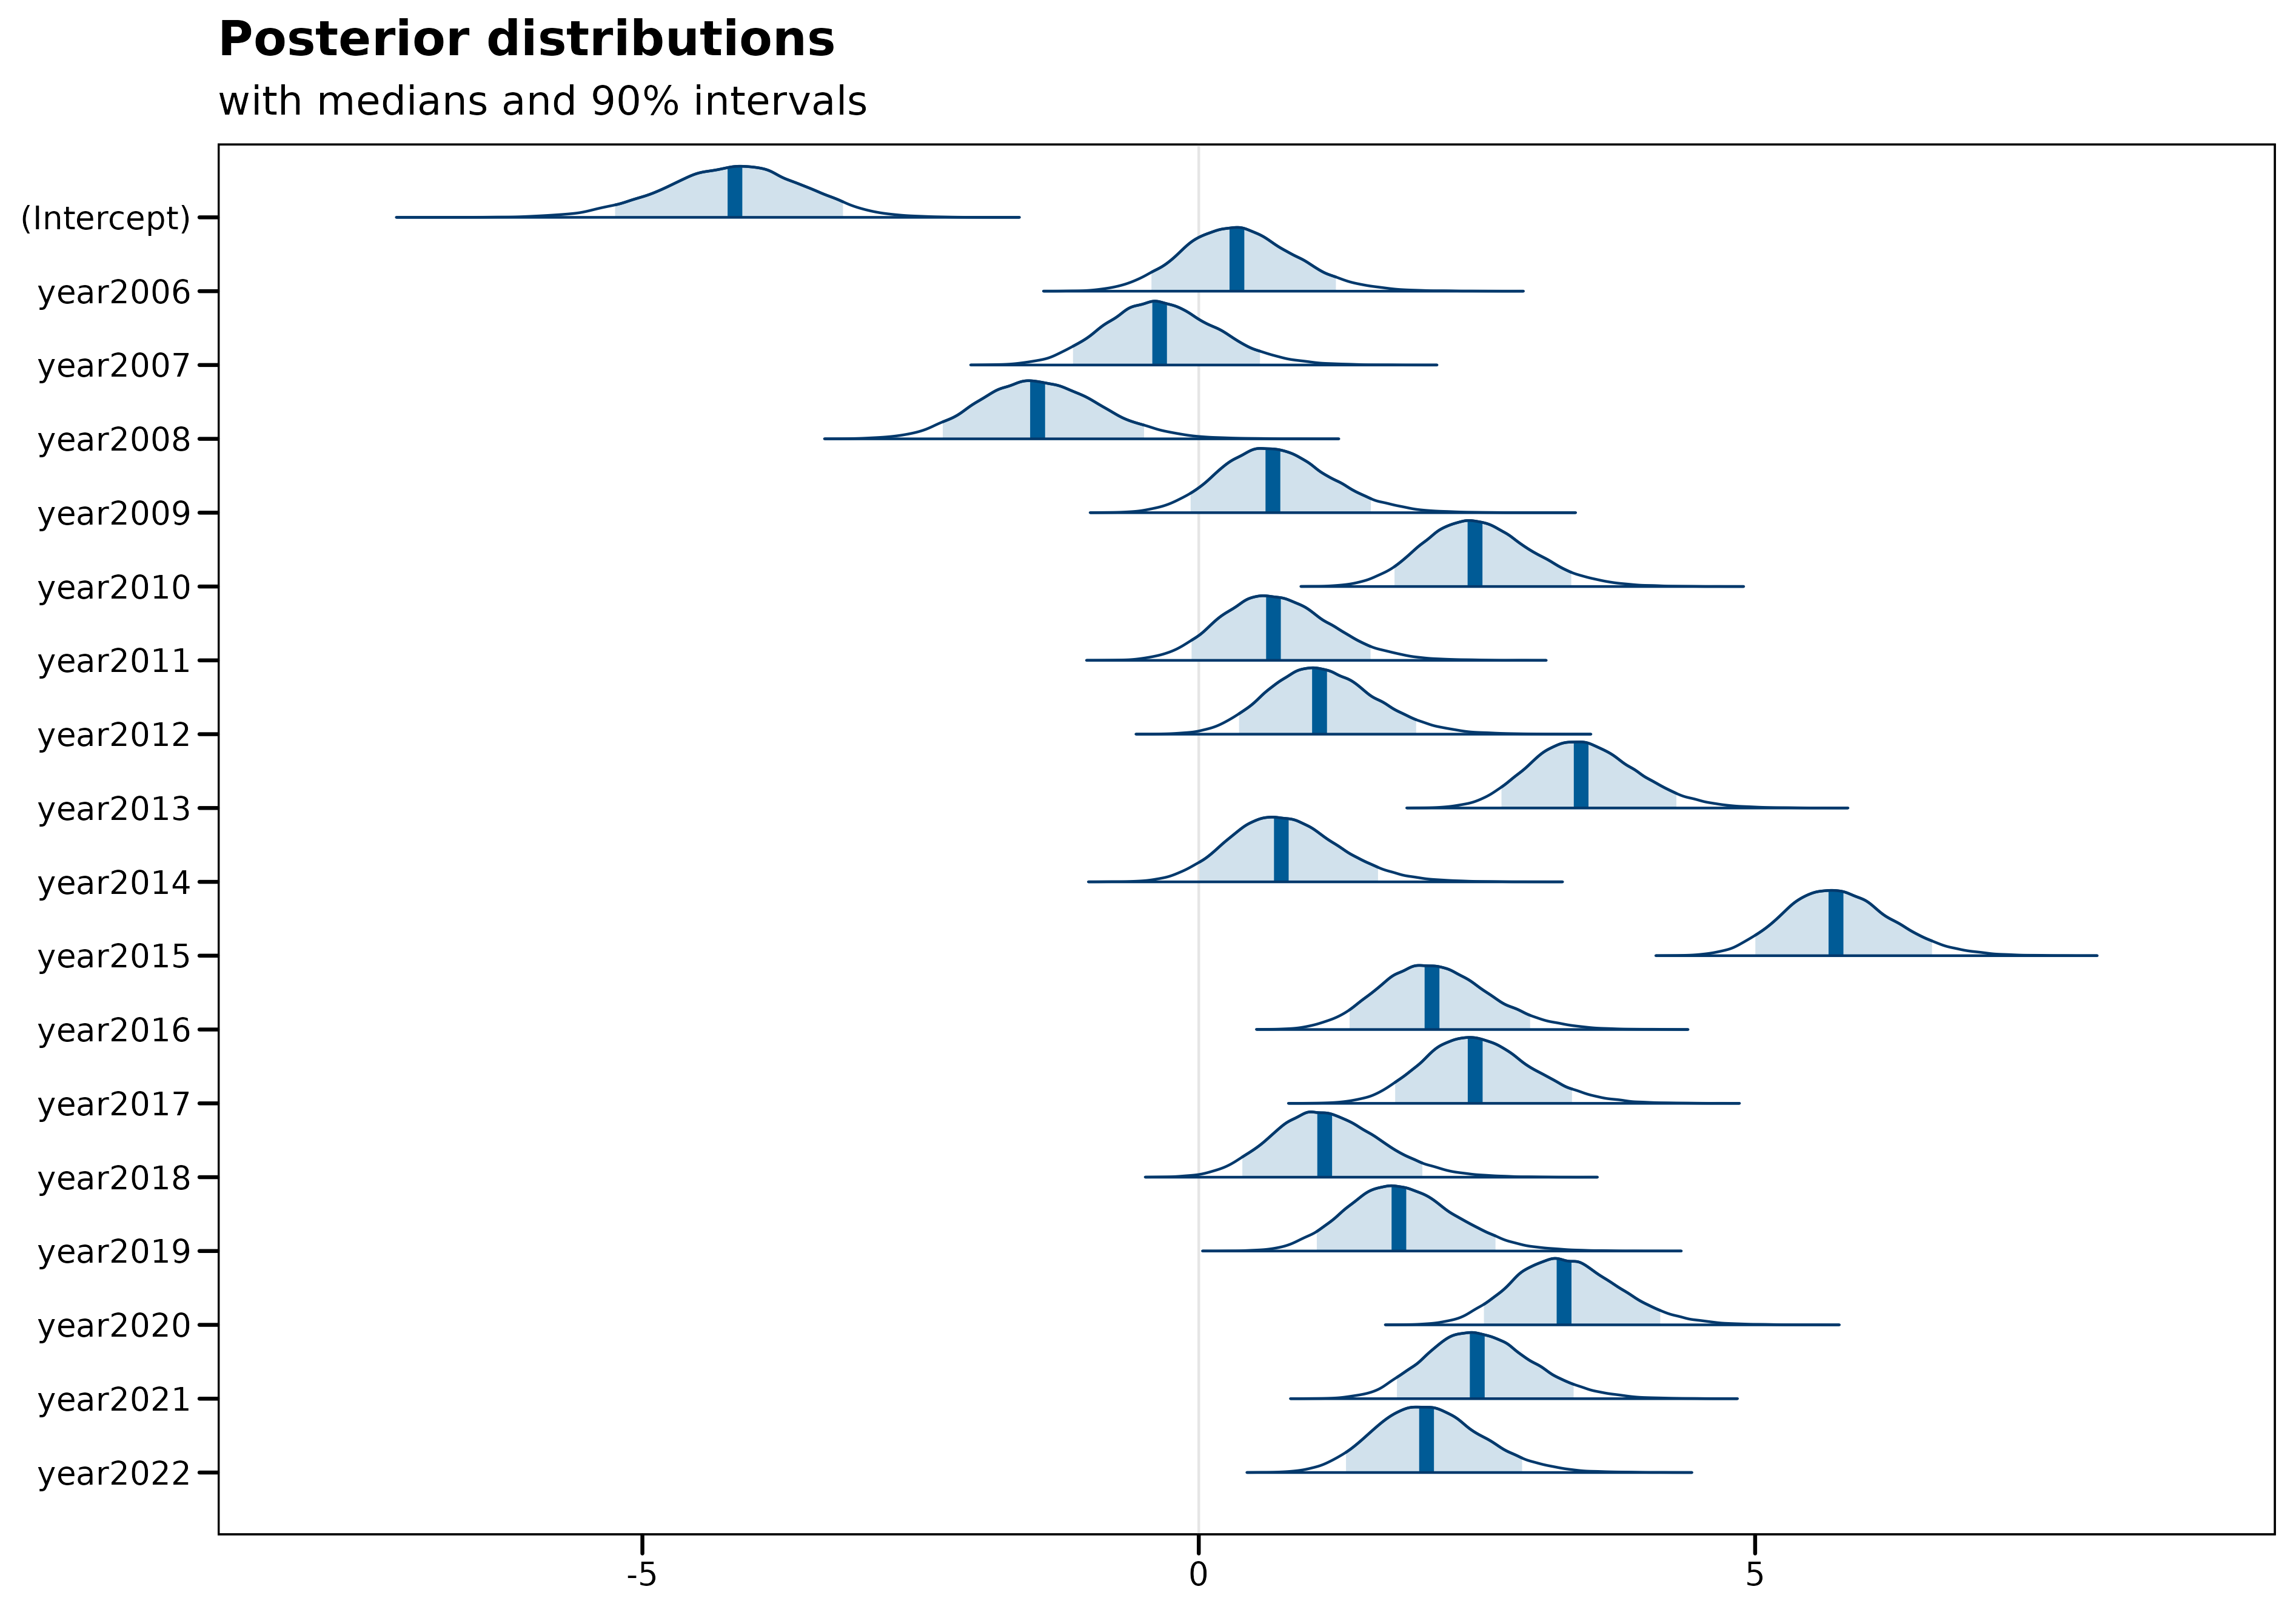 Posterior distributions
with medians and 90% intervals
(Intercept)
year2006
year2007
year2008
year2009
year2010
year2011
year2012
year2013
year2014
year2015
year2016
year2017
year2018
year2019
year2020
year2021
year2022
-5 0 5